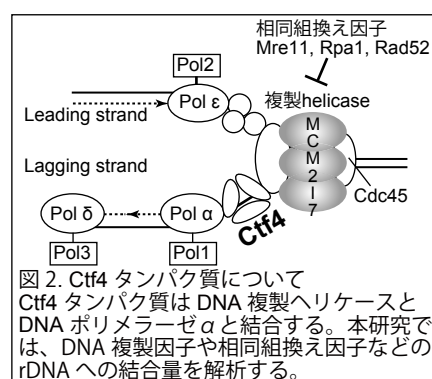 相同組換え因子
Mre11, Rpa1, Rad52
Pol2
Pol ε
複製helicase
Leading strand
M
C
M
2
I
7
Lagging strand
Cdc45
Pol δ
Pol α
Ctf4
Pol3
Pol1
図 2. Ctf4 タンパク質について
Ctf4 タンパク質は DNA 複製ヘリケースと
DNA ポリメラーゼαと結合する。本研究で
は、DNA 複製因子や相同組換え因子などの
rDNA への結合量を解析する。